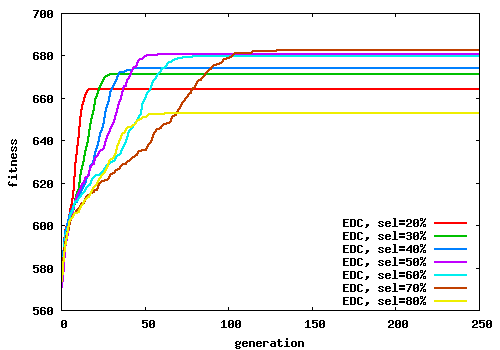 700
680
660
640
620
600
580
560
fitness
EDC, sel=20%
EDC, sel=30%
EDC, sel=40%
EDC, sel=50%
EDC, sel=60%
EDC, sel=70%
EDC, sel=80%
0 50 100 150 200 250
generation